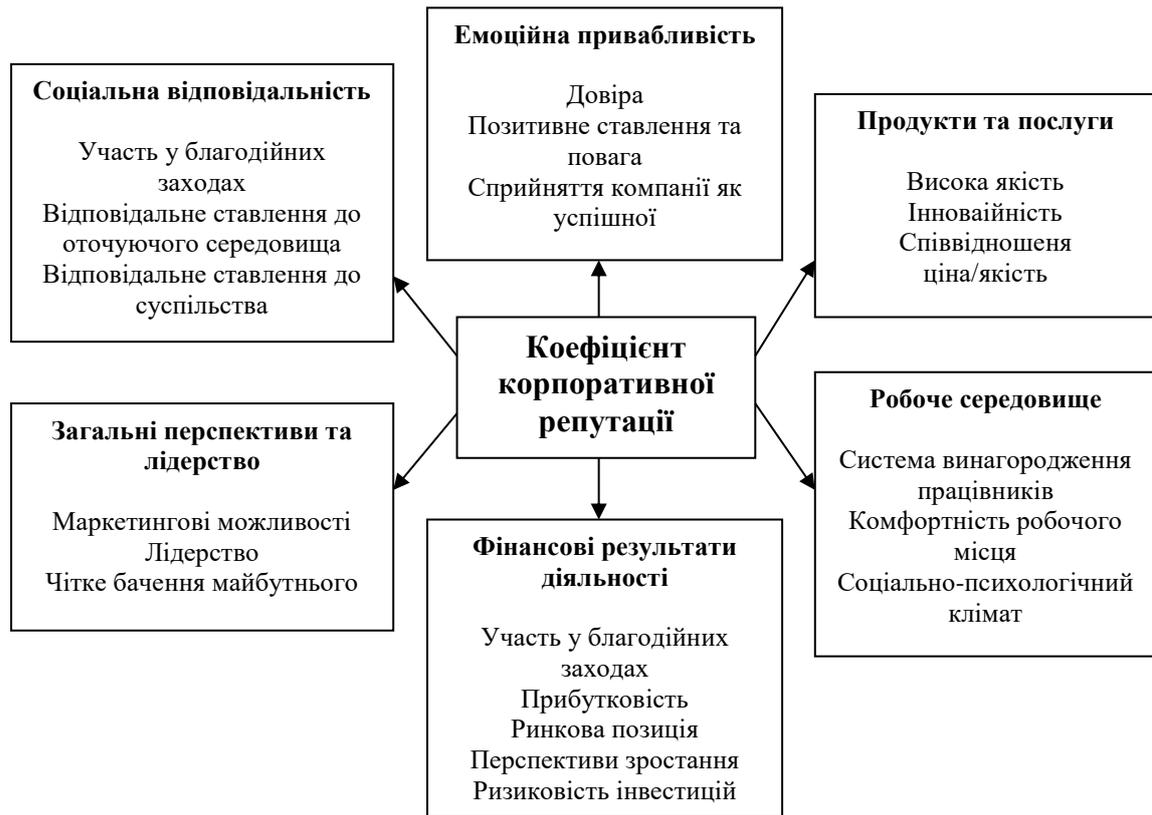 Емоційна привабливість
Довіра
Позитивне ставлення та
повага
Сприйняття компанії як
успішної
Соціальна відповідальність
Участь у благодійних
заходах
Відповідальне ставлення до
оточуючого середовища
Відповідальне ставлення до
суспільства
Продукти та послуги
Висока якість
Інноваійність
Співвідношеня
ціна/якість
Коефіцієнт
корпоративної
репутації
Загальні перспективи та
лідерство
Маркетингові можливості
Лідерство
Чітке бачення майбутнього
Робоче середовище
Система винагородження
працівників
Комфортність робочого
місця
Соціально-психологічний
клімат
Фінансові результати
діяльності
Участь у благодійних
заходах
Прибутковість
Ринкова позиція
Перспективи зростання
Ризиковість інвестицій